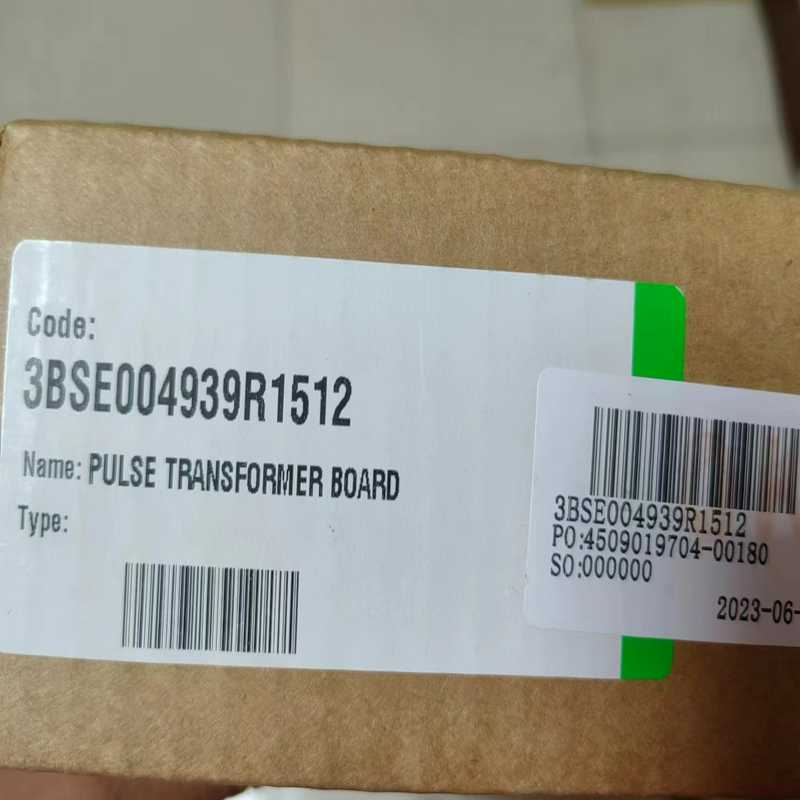 Code:
3BSE004939R1512
Name: PULSE TRANSFORMER BOARD
Type:
3BSE004939R1512
PO:4509019704-00180
SO:000000
2023-06-